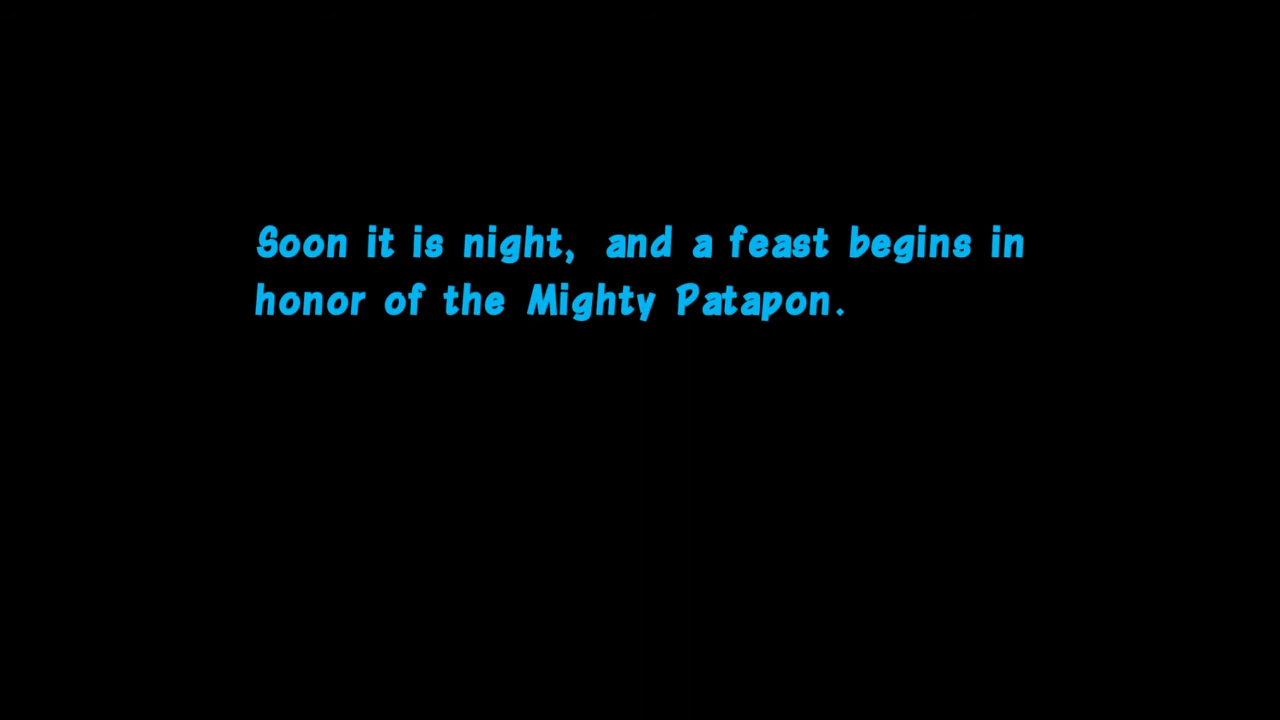 Soon it is night, and a feast begins in
honor of the Mighty Patapon.